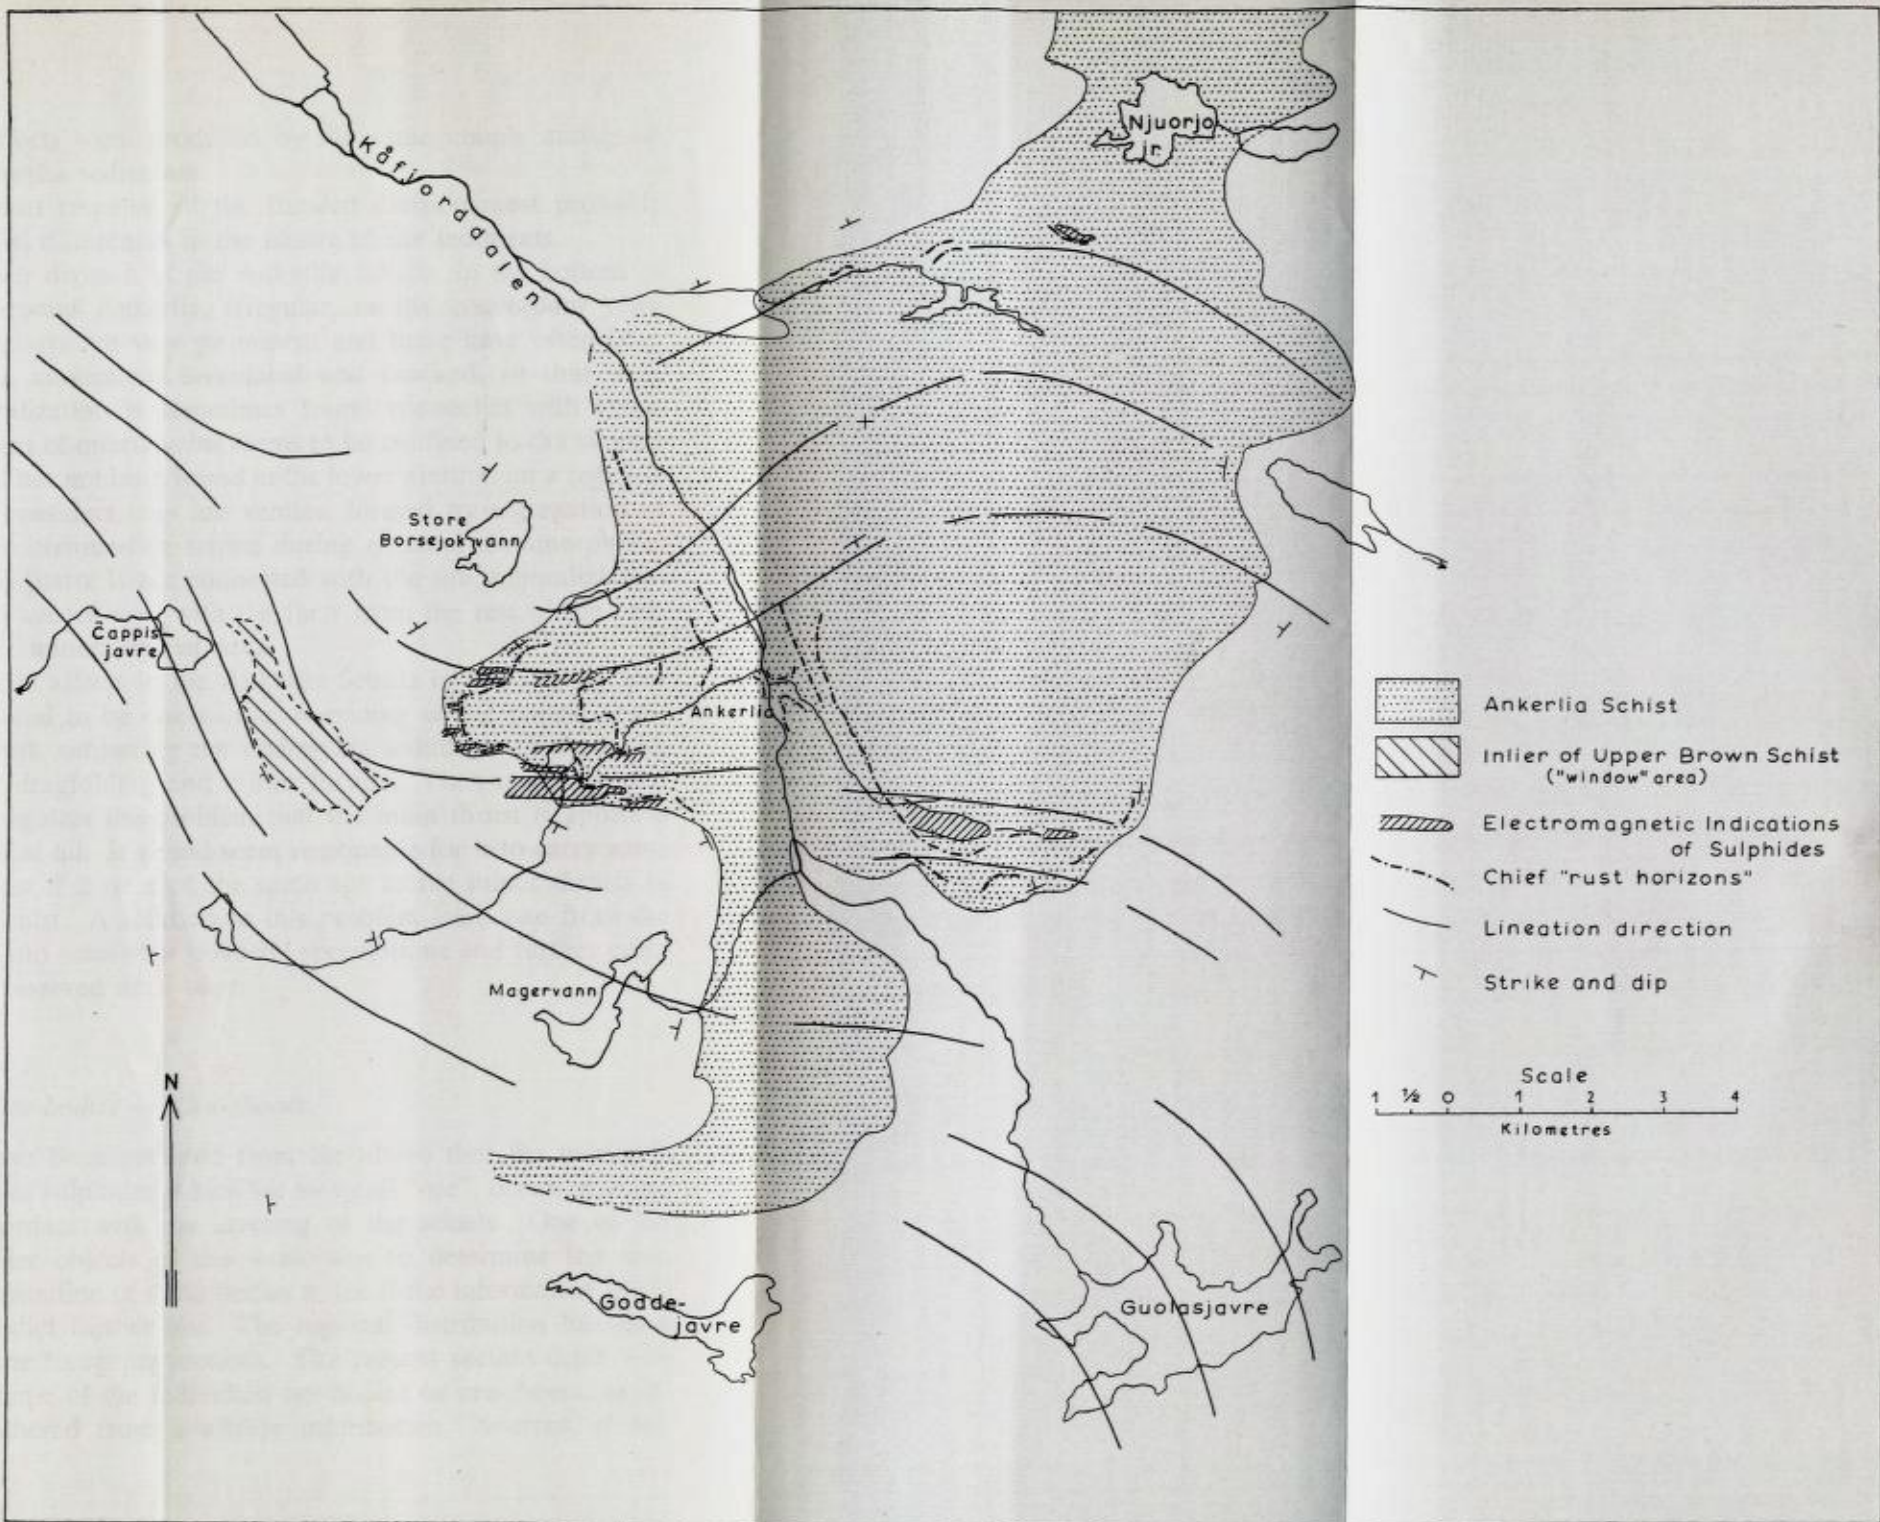 Njuorjo
jr.
Kåfjorddalen
Store
Borsejokvann
Čappis-
javre
Ankerlia
Magervann
N
Godde-
javre
Guolasjavre
Ankerlia Schist
Inlier of Upper Brown Schist
("window" area)
Electromagnetic Indications
of Sulphides
Chief "rust horizons"
Lineation direction
Strike and dip
Scale
1 ½ 0 1 2 3 4
Kilometres